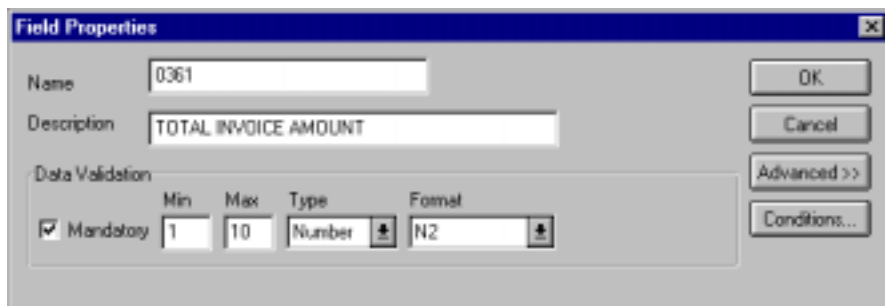 Field Properties
Name 0361 OK
Description TOTAL INVOICE AMOUNT Cancel
Data Validation Advanced >>
Min Max Type Format
Mandatory 1 10 Number N2 Conditions...